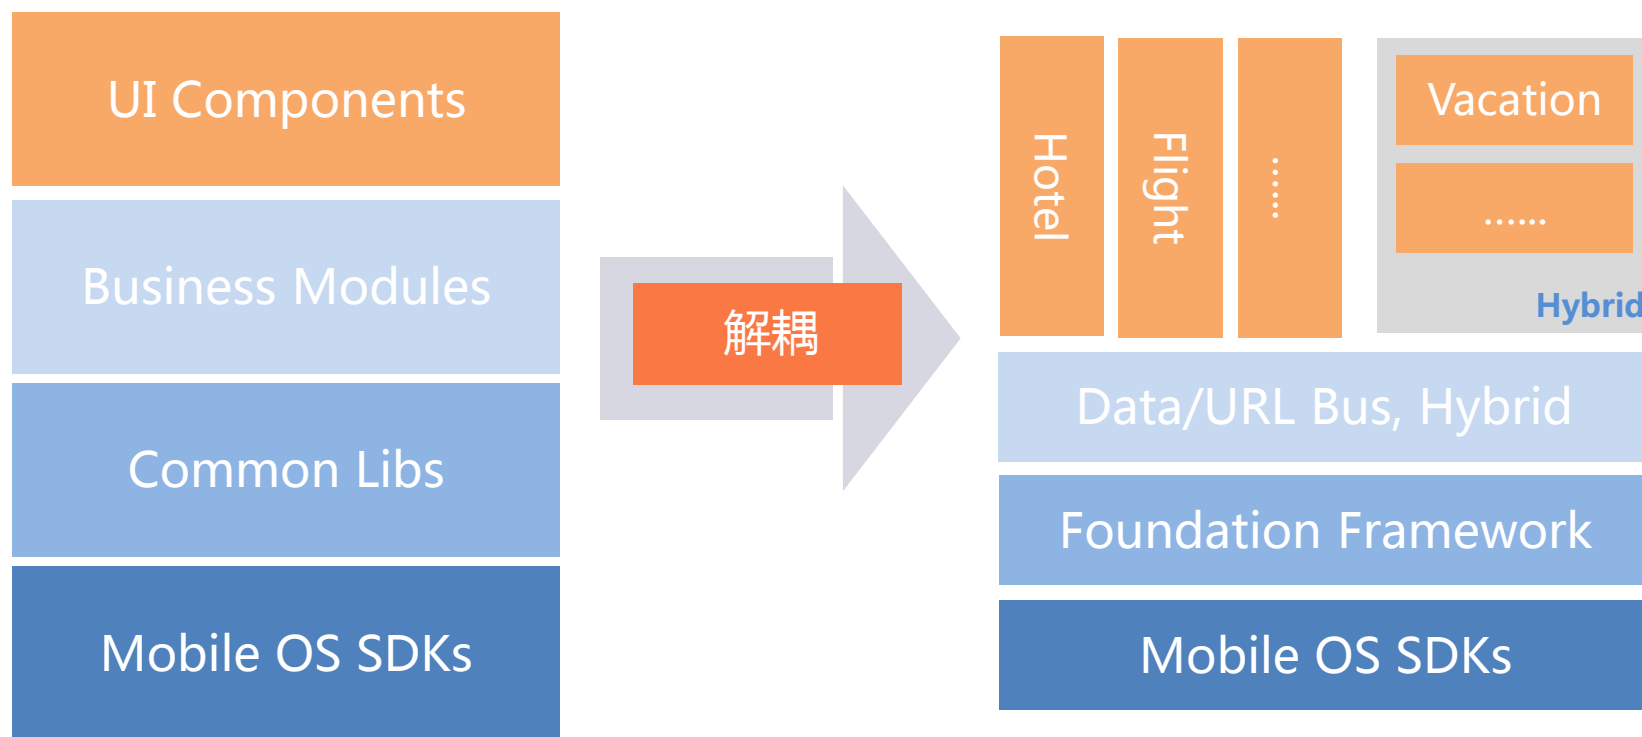 UI Components
Business Modules
Common Libs
Mobile OS SDKs
解耦
Hotel
Flight
......
Vacation
......
Hybrid
Data/URL Bus, Hybrid
Foundation Framework
Mobile OS SDKs